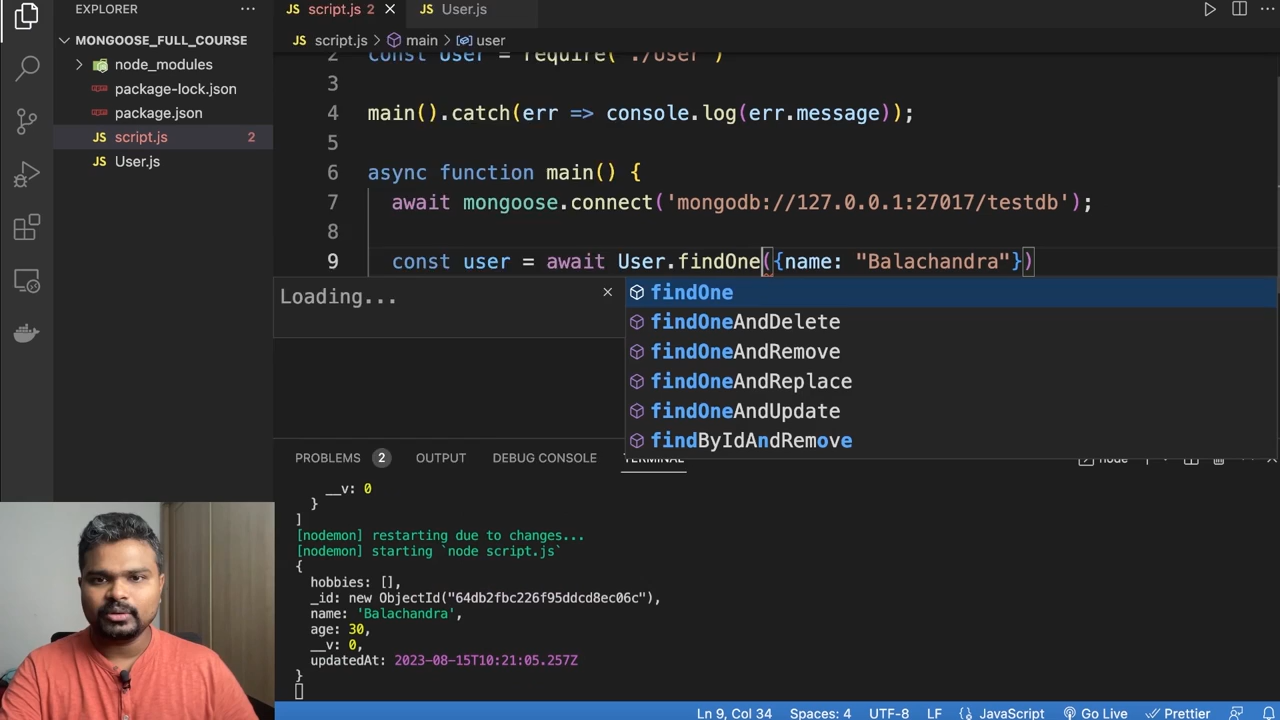 EXPLORER
···
JS script.js 2 ×
JS User.js
MONGOOSE_FULL_COURSE
node_modules
package-lock.json
package.json
JS script.js 2
JS User.js
JS script.js > main > user
2 const User = require('./User')
3
4 main().catch(err => console.log(err.message));
5
6 async function main() {
7 await mongoose.connect('mongodb://127.0.0.1:27017/testdb');
8
9 const user = await User.findOne({name: "Balachandra"})
Loading... ×
findOne
findOneAndDelete
findOneAndRemove
findOneAndReplace
findOneAndUpdate
findByIdAndRemove
PROBLEMS 2 OUTPUT DEBUG CONSOLE TERMINAL
node
__v: 0
}
]
[nodemon] restarting due to changes...
[nodemon] starting `node script.js`
{
hobbies: [],
_id: new ObjectId("64db2fbc226f95ddcd8ec06c"),
name: 'Balachandra',
age: 30,
__v: 0,
updatedAt: 2023-08-15T10:21:05.257Z
}
Ln 9, Col 34 Spaces: 4 UTF-8 LF {} JavaScript Go Live Prettier